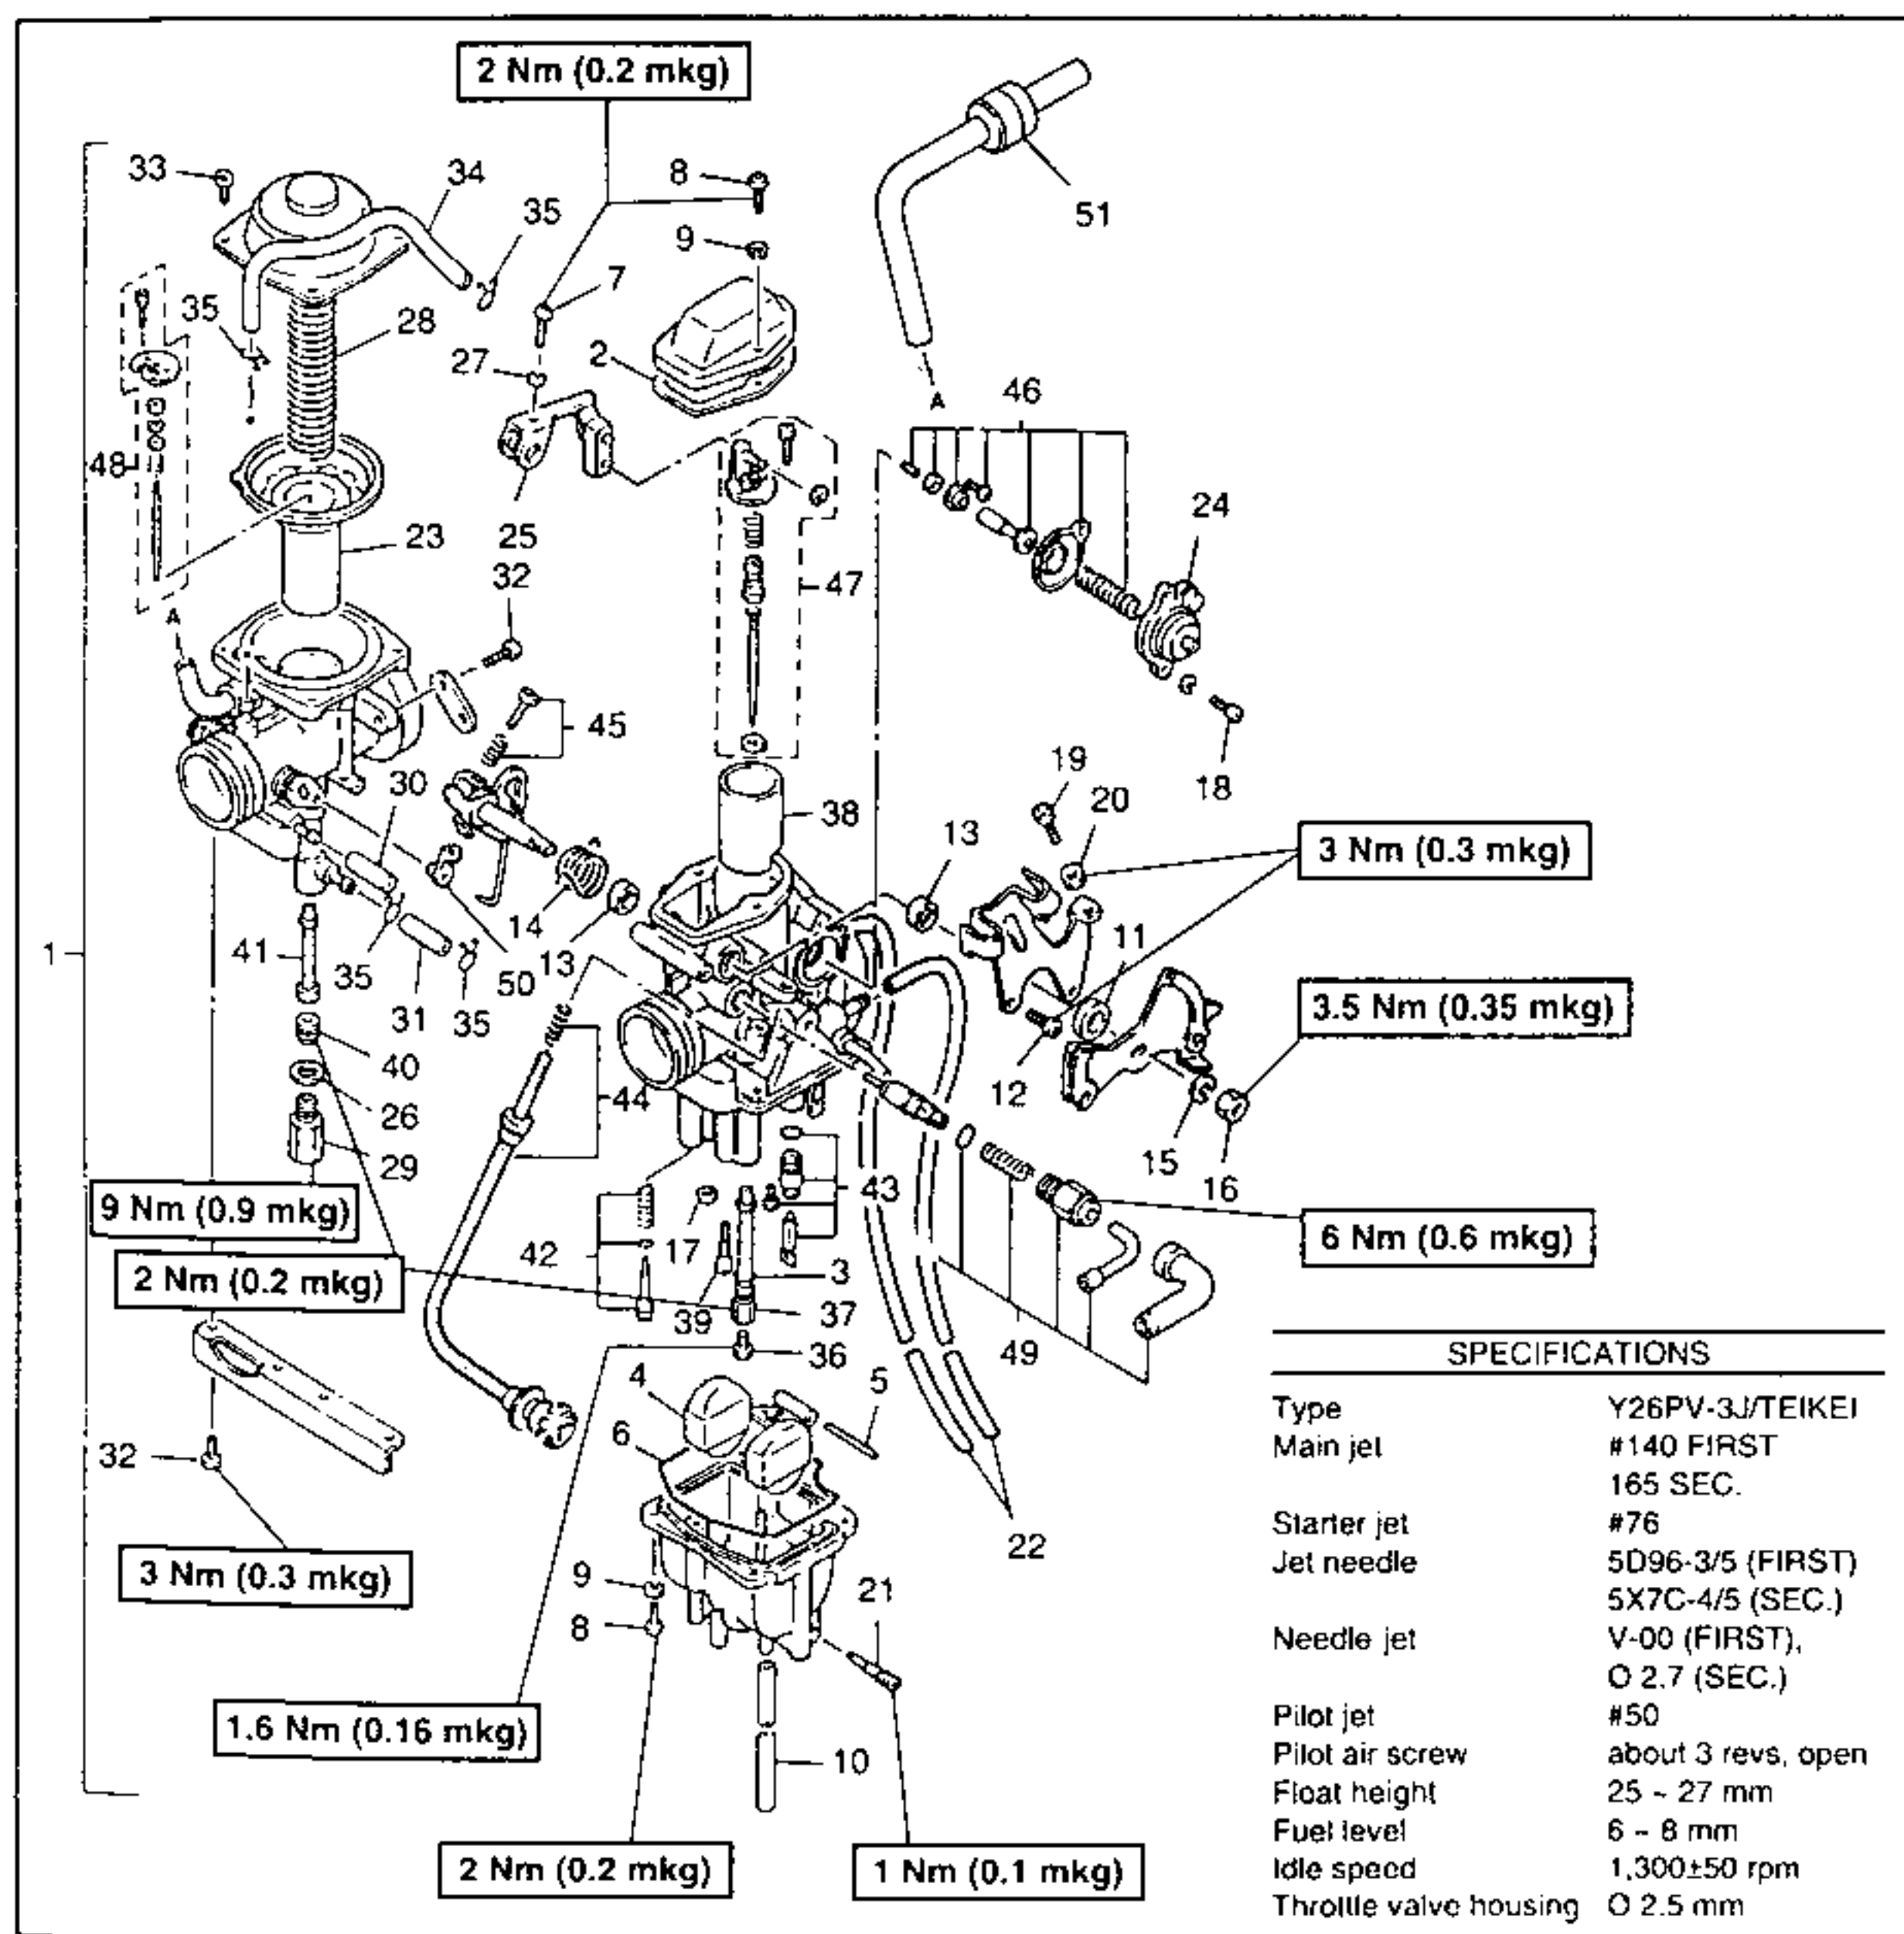 2 Nm (0.2 mkg)
33
34
8
35
51
9
7
35
28
2
27
A
46
48
24
23
25
32
47
A
45
18
19
30
38
13
20
3 Nm (0.3 mkg)
14
11
1
41
35
50
13
31
35
3.5 Nm (0.35 mkg)
40
44
12
26
15
29
43
16
9 Nm (0.9 mkg)
42
17
6 Nm (0.6 mkg)
2 Nm (0.2 mkg)
3
39
37
36
49
4
5
6
32
22
3 Nm (0.3 mkg)
9
21
8
1.6 Nm (0.16 mkg)
10
2 Nm (0.2 mkg)
1 Nm (0.1 mkg)
SPECIFICATIONS
Type Y26PV-3J/TEIKEI
Main jet #140 FIRST
165 SEC.
Starter jet #76
Jet needle 5D96-3/5 (FIRST)
5X7C-4/5 (SEC.)
Needle jet V-00 (FIRST),
O 2.7 (SEC.)
Pilot jet #50
Pilot air screw about 3 revs, open
Float height 25 ~ 27 mm
Fuel level 6 ~ 8 mm
Idle speed 1,300±50 rpm
Throttle valve housing O 2.5 mm